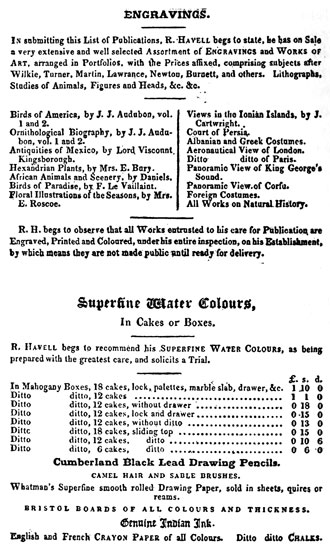 ENGRAVINGS.
IN submitting this List of Publications, R. HAVELL begs to state, he has on Sale
a very extensive and well selected Assortment of ENGRAVINGS and WORKS OF
ART, arranged in Portfolios, with the Prices affixed, comprising subjects after
Wilkie, Turner, Martin, Lawrance, Newton, Burnett, and others. Lithographs,
Studies of Animals, Figures and Heads, &c. &c.
Birds of America, by J. J. Audubon, vol.
1 and 2.
Ornithological Biography, by J. J. Audu-
bon, vol. 1 and 2.
Antiquities of Mexico, by Lord Viscount
Kingsborough.
Hexandrian Plants, by Mrs. E. Bury.
African Animals and Scenery, by Daniels.
Birds of Paradise, by F. Le Vaillaint.
Floral Illustrations of the Seasons, by Mrs.
E. Roscoe.
Views in the Ionian Islands, by J.
Cartwright.
Court of Persia.
Albanian and Greek Costumes.
Aeronautical View of London.
Ditto ditto of Paris.
Panoramic View of King George's
Sound.
Panoramic View of Corfu.
Foreign Costumes.
All Works on Natural History.
R. H. begs to observe that all Works entrusted to his care for Publication are
Engraved, Printed and Coloured, under his entire inspection, on his Establishment,
by which means they are not made public until ready for delivery.
Superfine Water Colours,
In Cakes or Boxes.
R. HAVELL begs to recommend his SUPERFINE WATER COLOURS, as being
prepared with the greatest care, and solicits a Trial.
£. s. d.
In Mahogany Boxes, 18 cakes, lock, palettes, marble slab, drawer, &c. 1 10 0
Ditto ditto, 12 cakes .................... 1 1 0
Ditto ditto, 12 cakes, without drawer .................... 0 18 0
Ditto ditto, 12 cakes, lock and drawer .................... 0 15 0
Ditto ditto, 12 cakes, without ditto .................... 0 13 0
Ditto ditto, 18 cakes, sliding top .................... 0 15 0
Ditto ditto, 12 cakes, ditto .................... 0 10 6
Ditto ditto, 6 cakes, ditto .................... 0 6 0
Cumberland Black Lead Drawing Pencils.
CAMEL HAIR AND SABLE BRUSHES.
Whatman's Superfine smooth rolled Drawing Paper, sold in sheets, quires or
reams.
BRISTOL BOARDS OF ALL COLOURS AND THICKNESS.
Genuine Indian Ink.
English and French CRAYON PAPER of all Colours. Ditto ditto CHALKS.